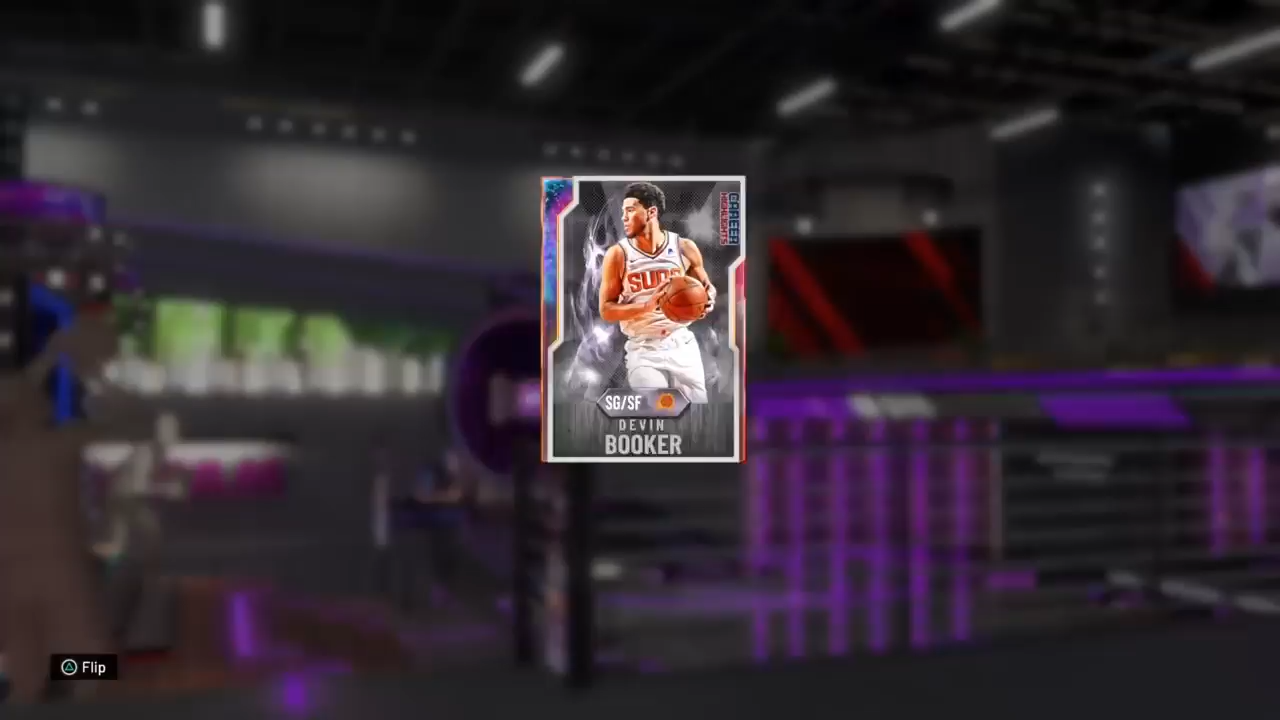 CAREER
HIGHLIGHTS
SUNS
SG/SF
DEVIN
BOOKER
Flip